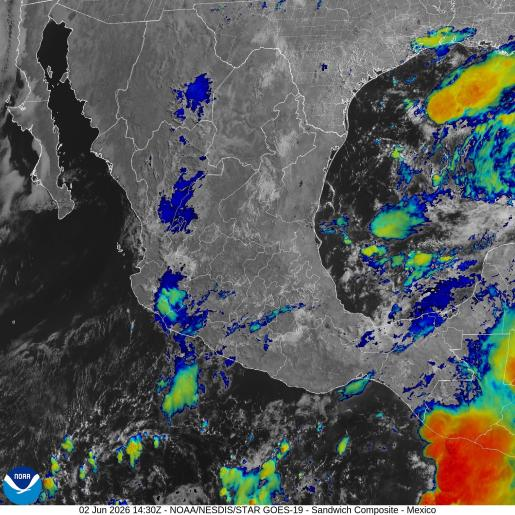 NOAA
02 Jun 2026 14:30Z - NOAA/NESDIS/STAR GOES-19 - Sandwich Composite - Mexico